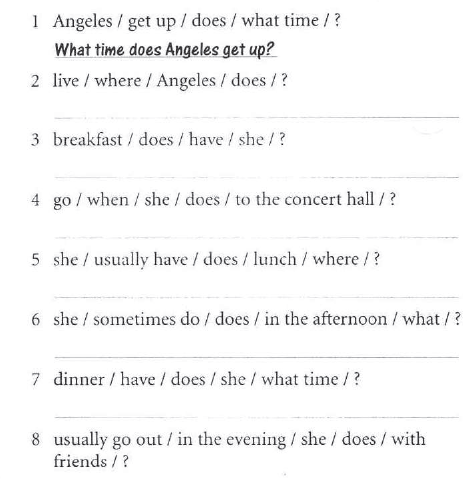 1 Angeles / get up / does / what time / ?
What time does Angeles get up?
2 live / where / Angeles / does / ?
3 breakfast / does / have / she / ?
4 go / when / she / does / to the concert hall / ?
5 she / usually have / does / lunch / where / ?
6 she / sometimes do / does / in the afternoon / what / ?
7 dinner / have / does / she / what time / ?
8 usually go out / in the evening / she / does / with
friends / ?